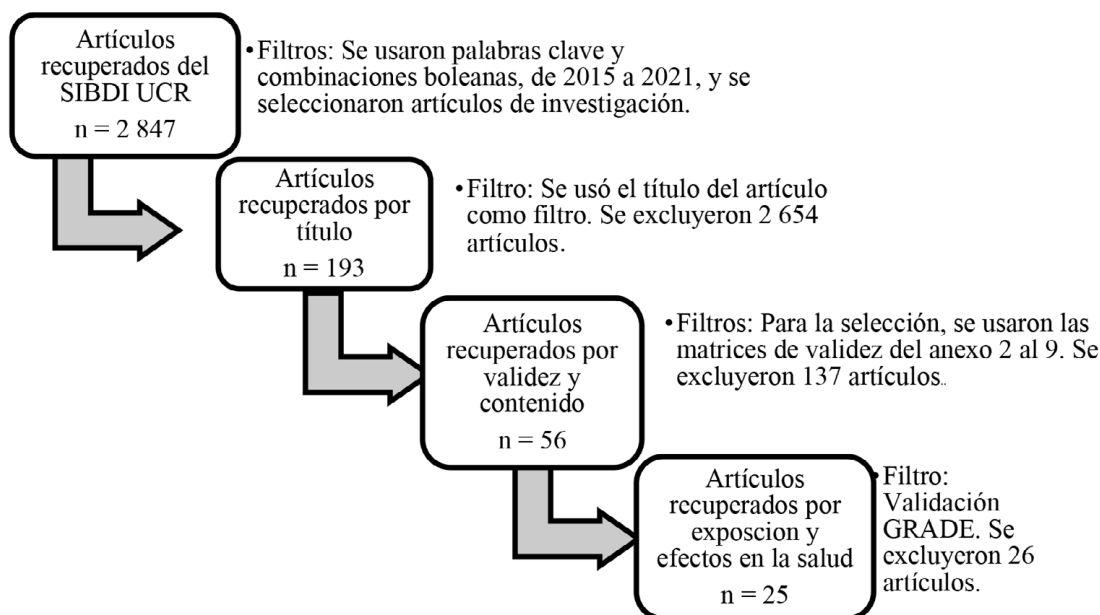 Artículos
recuperados del
SIBDI UCR
n = 2 847
•Filtros: Se usaron palabras clave y
combinaciones boleanas, de 2015 a 2021, y se
seleccionaron artículos de investigación.
Artículos
recuperados por
título
n = 193
•Filtro: Se usó el título del artículo
como filtro. Se excluyeron 2 654
artículos.
Artículos
recuperados por
validez y
contenido
n = 56
•Filtros: Para la selección, se usaron las
matrices de validez del anexo 2 al 9. Se
excluyeron 137 artículos..
Artículos
recuperados por
exposcion y
efectos en la salud
n = 25
•Filtro:
Validación
GRADE. Se
excluyeron 26
artículos.